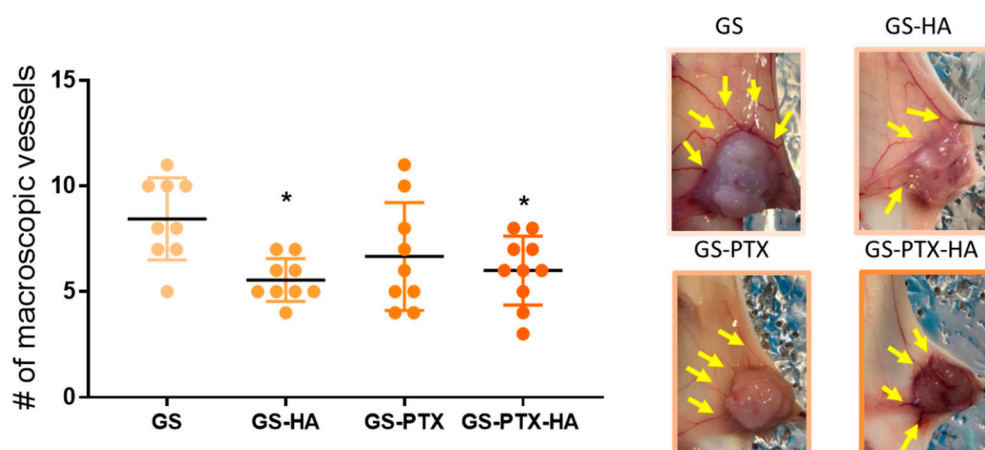 # of macroscopic vessels
15
10
5
0
*
*
GS
GS-HA
GS-PTX
GS-PTX-HA
GS
GS-HA
GS-PTX
GS-PTX-HA